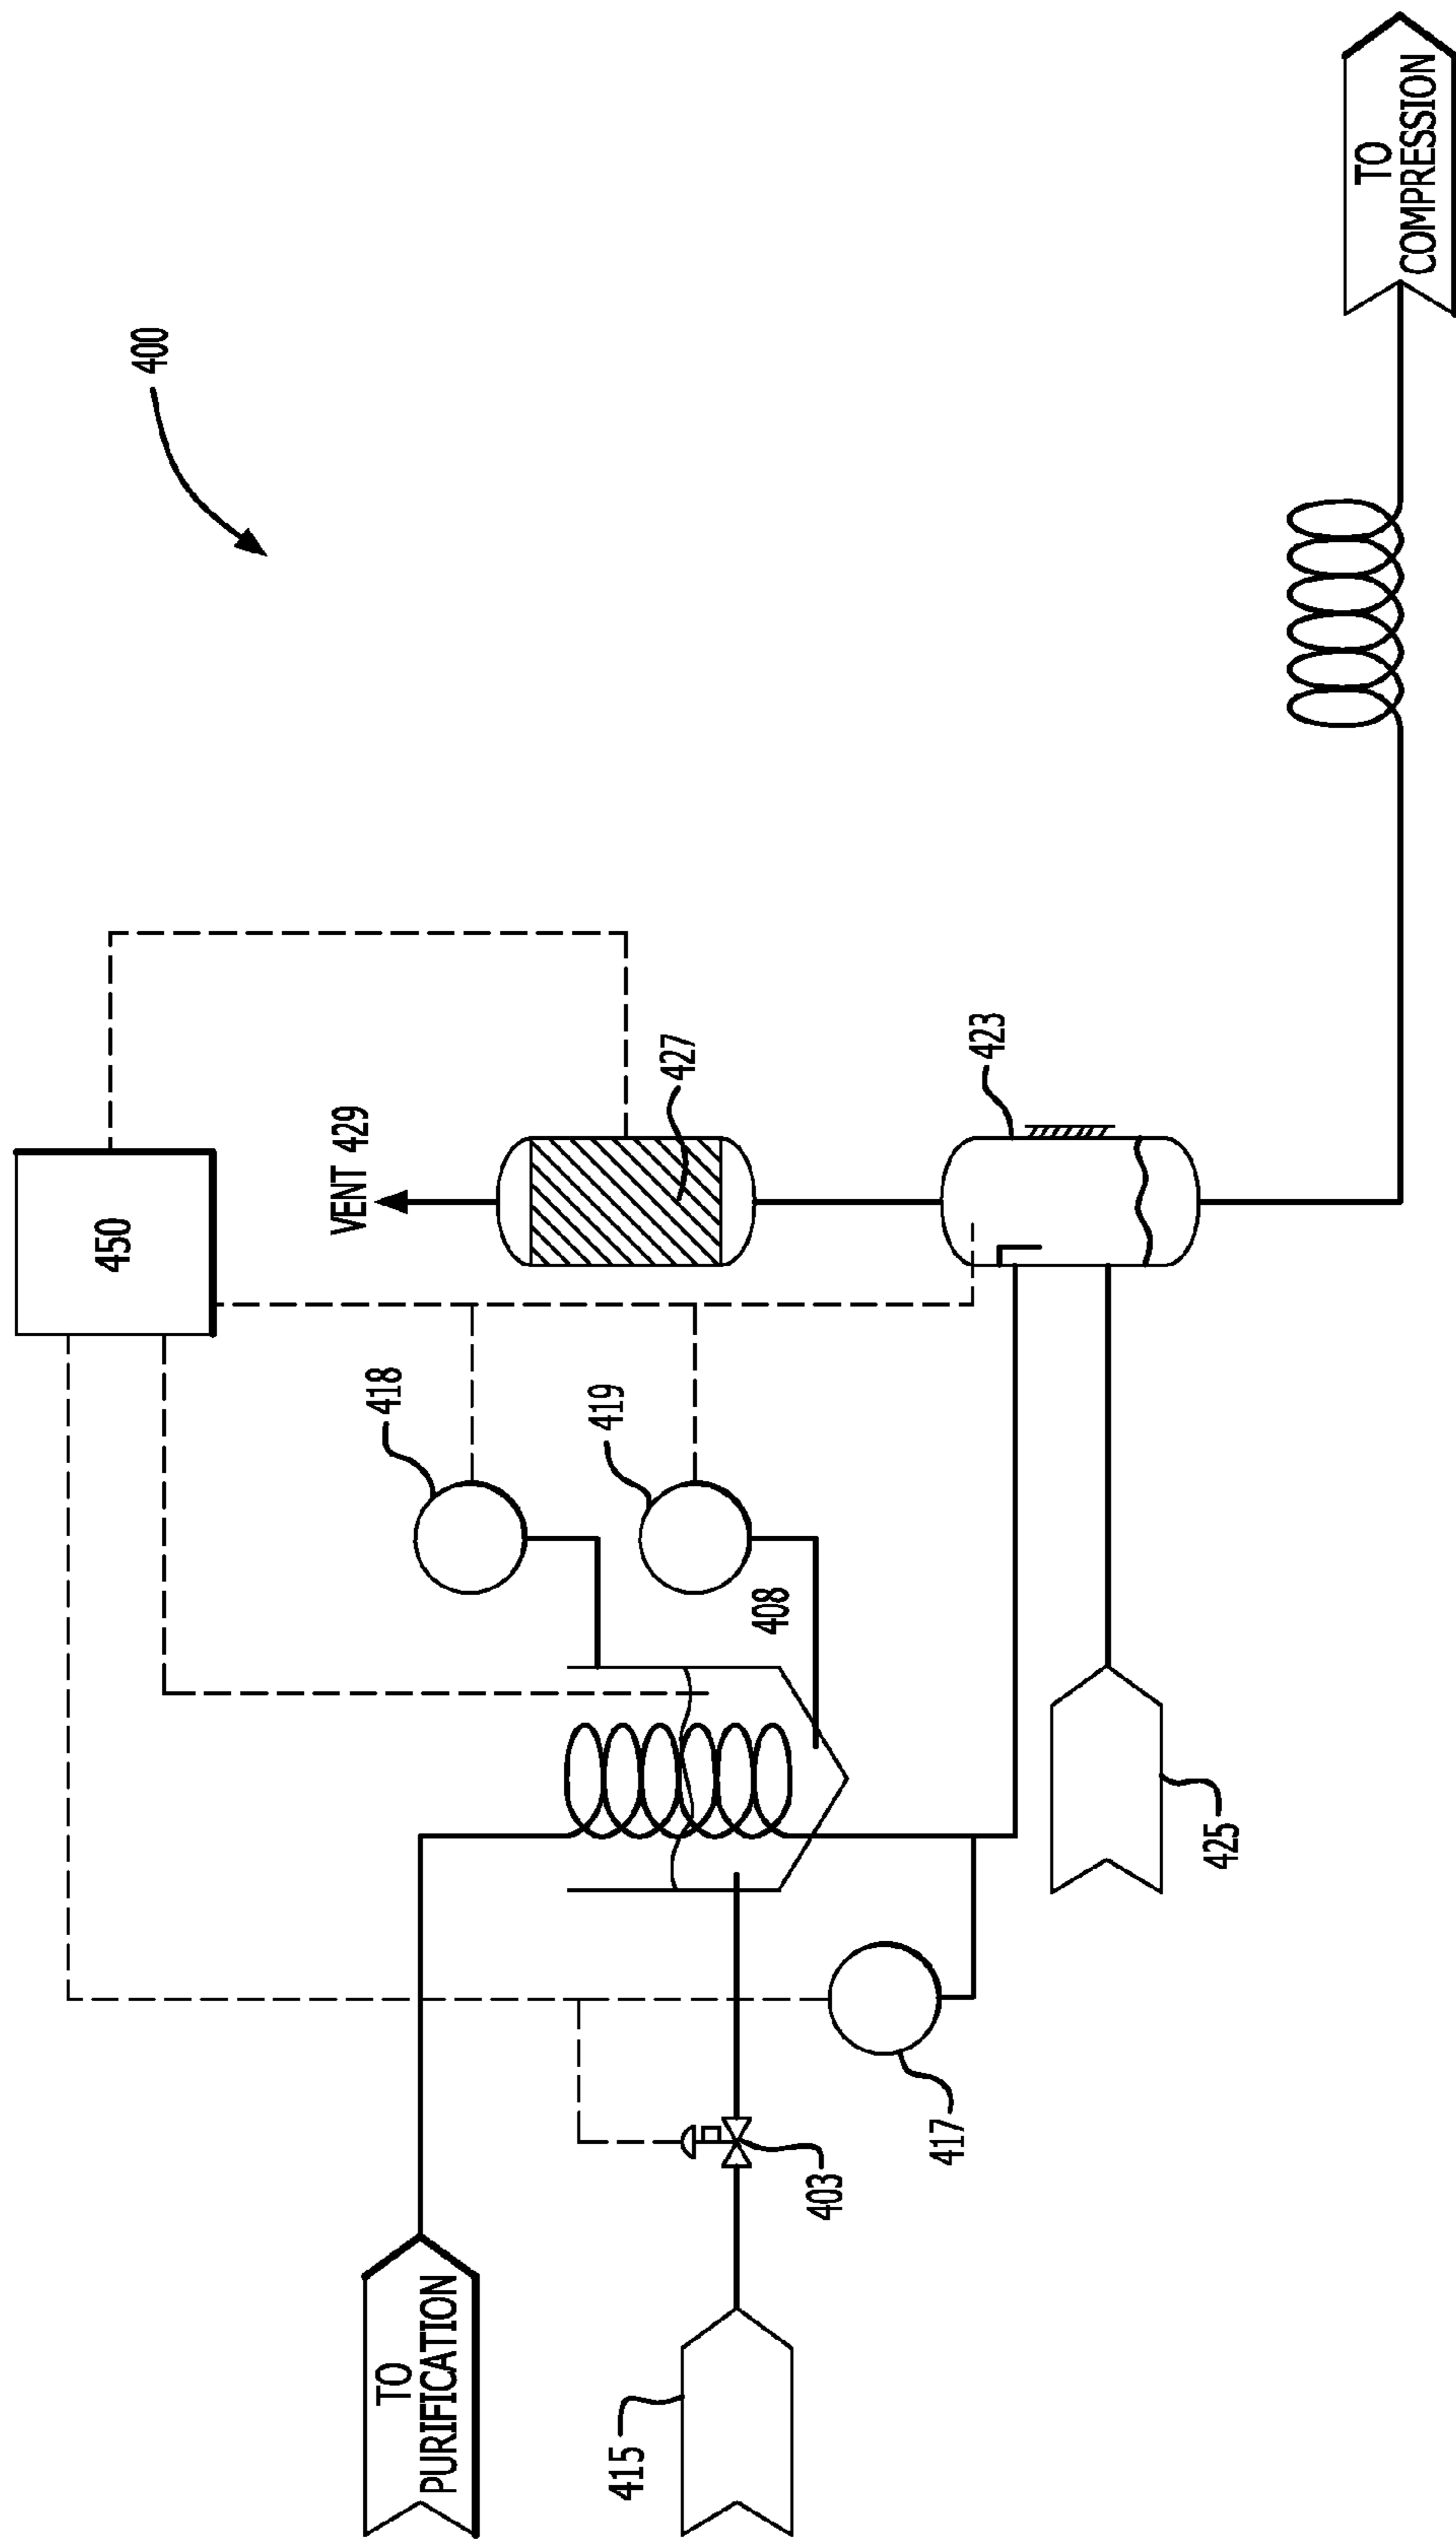 400
450
VENT 429
427
423
418
419
408
417
403
415
425
TO
PURIFICATION
TO
COMPRESSION